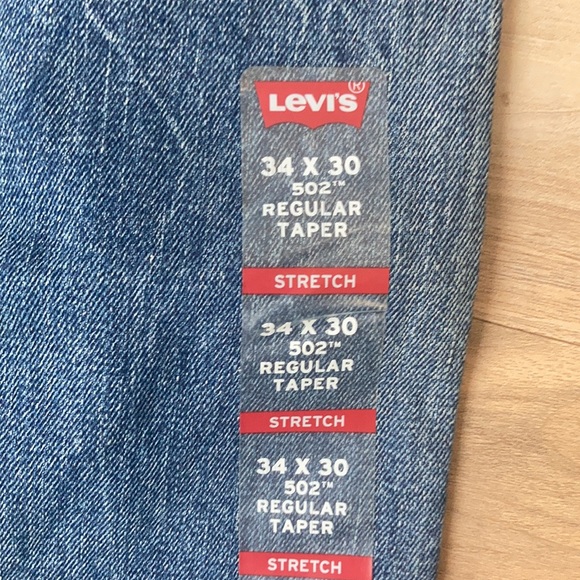 Levi's®
34 X 30
502™
REGULAR
TAPER
STRETCH
34 X 30
502™
REGULAR
TAPER
STRETCH
34 X 30
502™
REGULAR
TAPER
STRETCH